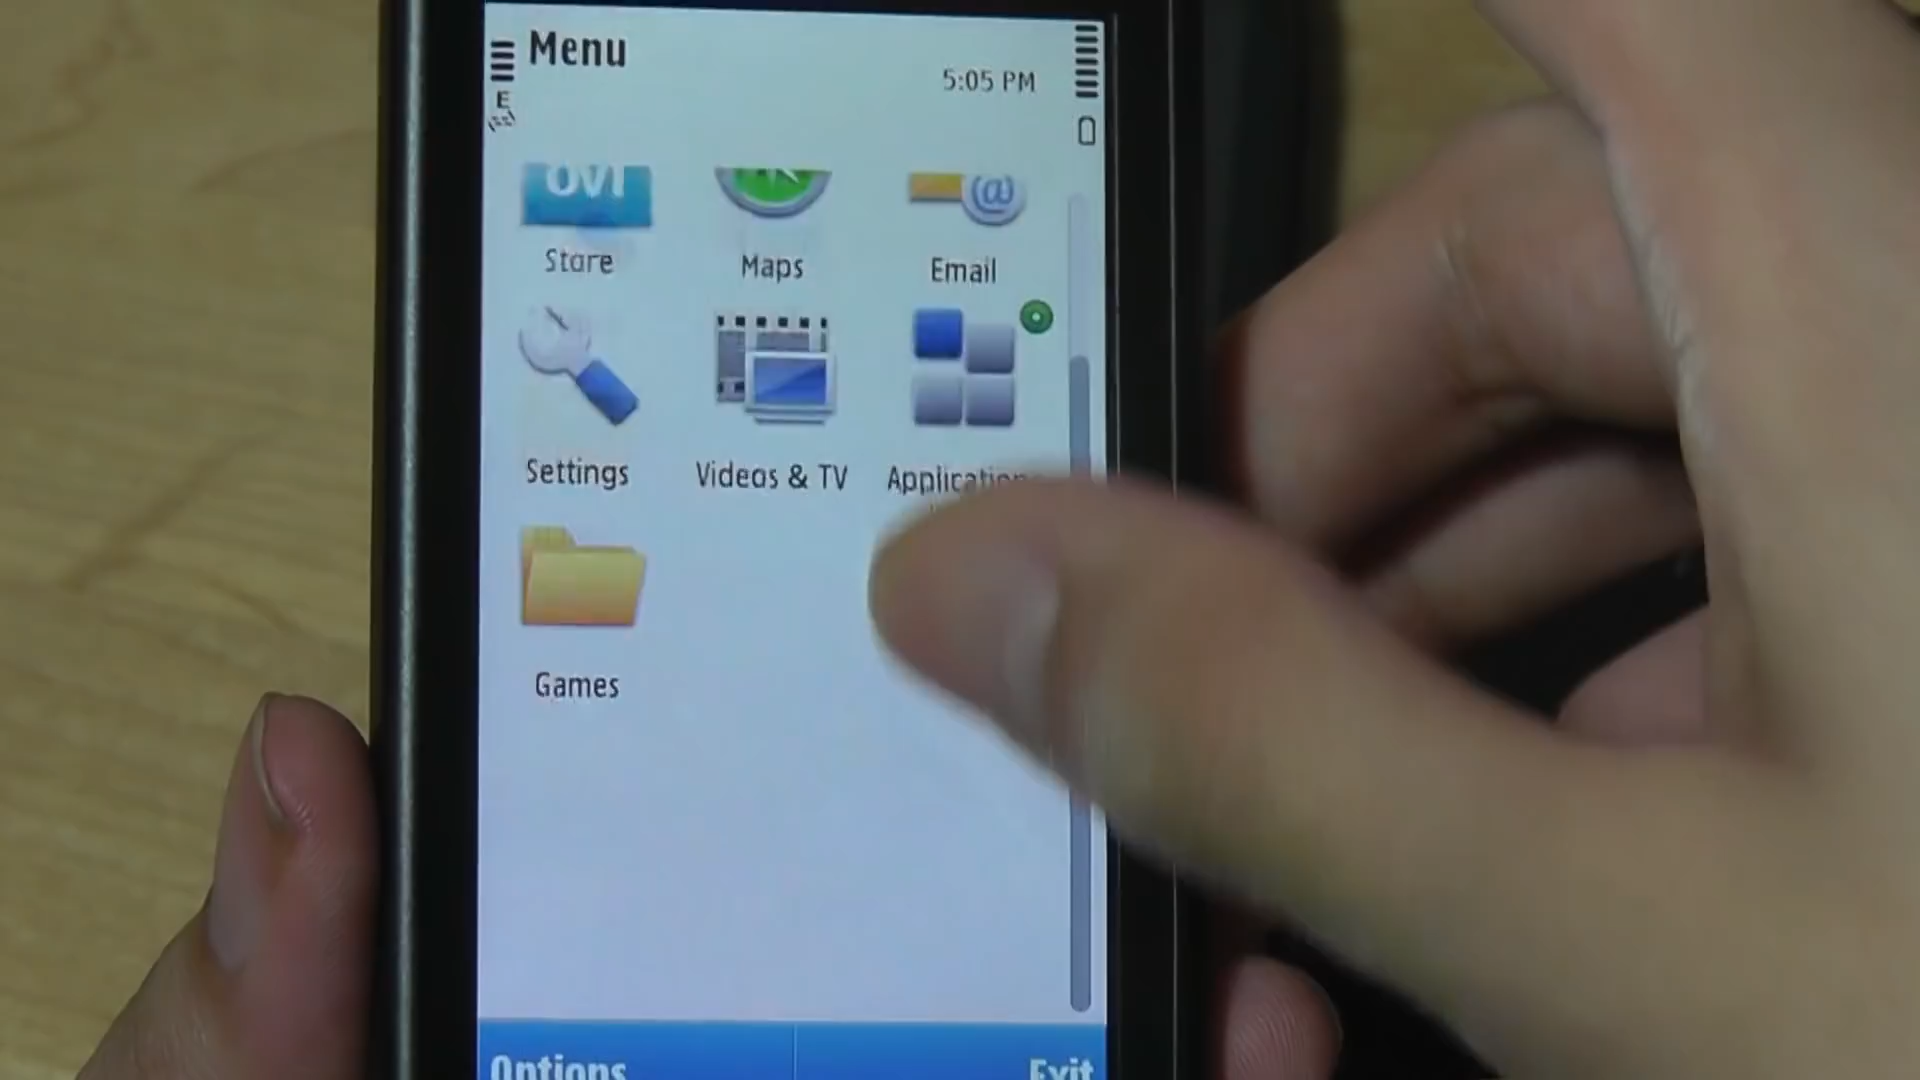 Menu
5:05 PM
E
ovi
Store
Maps
@
Email
Settings
Videos & TV
Games
Options
Exit